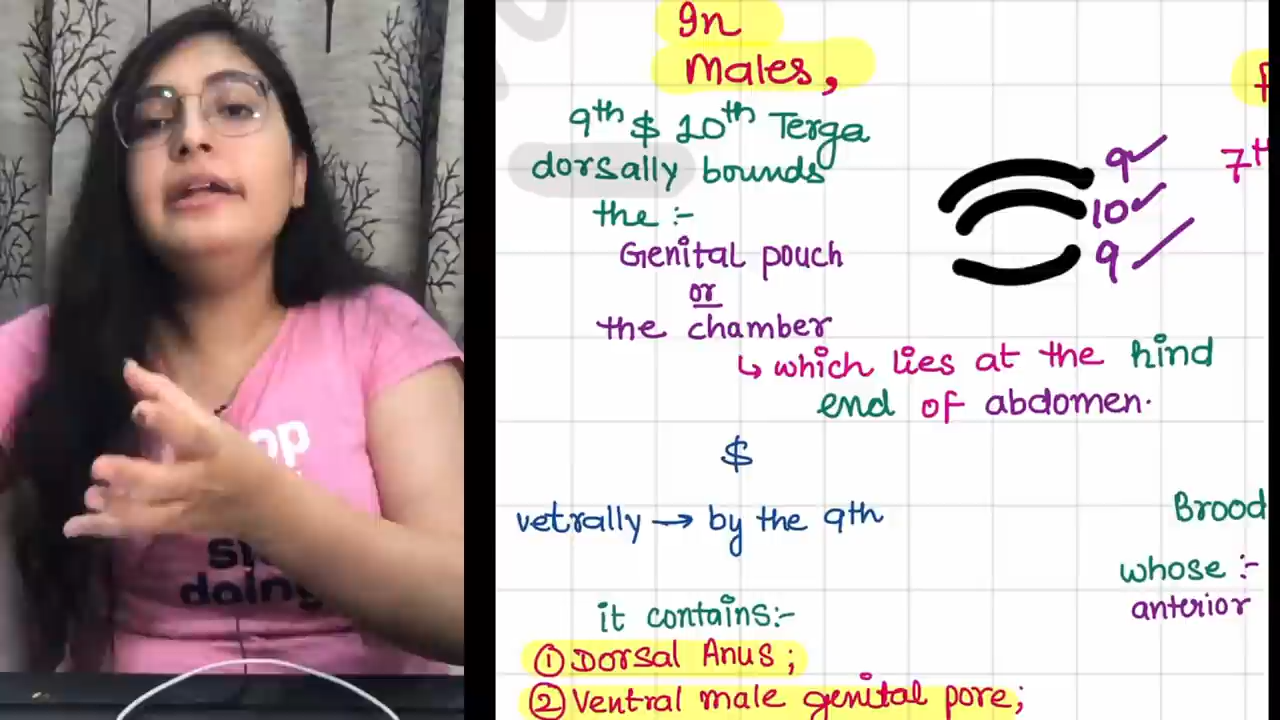 In
Males,
9th $ 10th Terga
dorsally bounds
the :-
Genital pouch
or
the chamber
↳ which lies at the hind
end of abdomen.
$
vetrally → by the 9th
it contains:-
① Dorsal Anus ;
② Ventral male genital pore;
9
10
9
7th
Brood
whose :-
anterior
doing